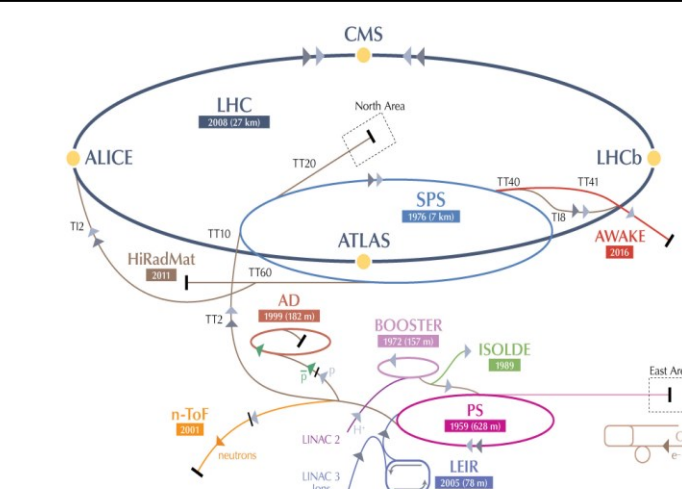 CMS
LHC
2008 (27 km)
North Area
ALICE
LHCb
TT20
TT40
TT41
SPS
1976 (7 km)
TI2
TT10
TI8
ATLAS
AWAKE
2016
HiRadMat
2011
TT60
AD
1999 (182 m)
TT2
BOOSTER
1972 (157 m)
ISOLDE
1989
p
p
East Are
n-ToF
2001
PS
1959 (628 m)
H-
LINAC 2
neutrons
LINAC 3
Ions
LEIR
2005 (78 m)
e-